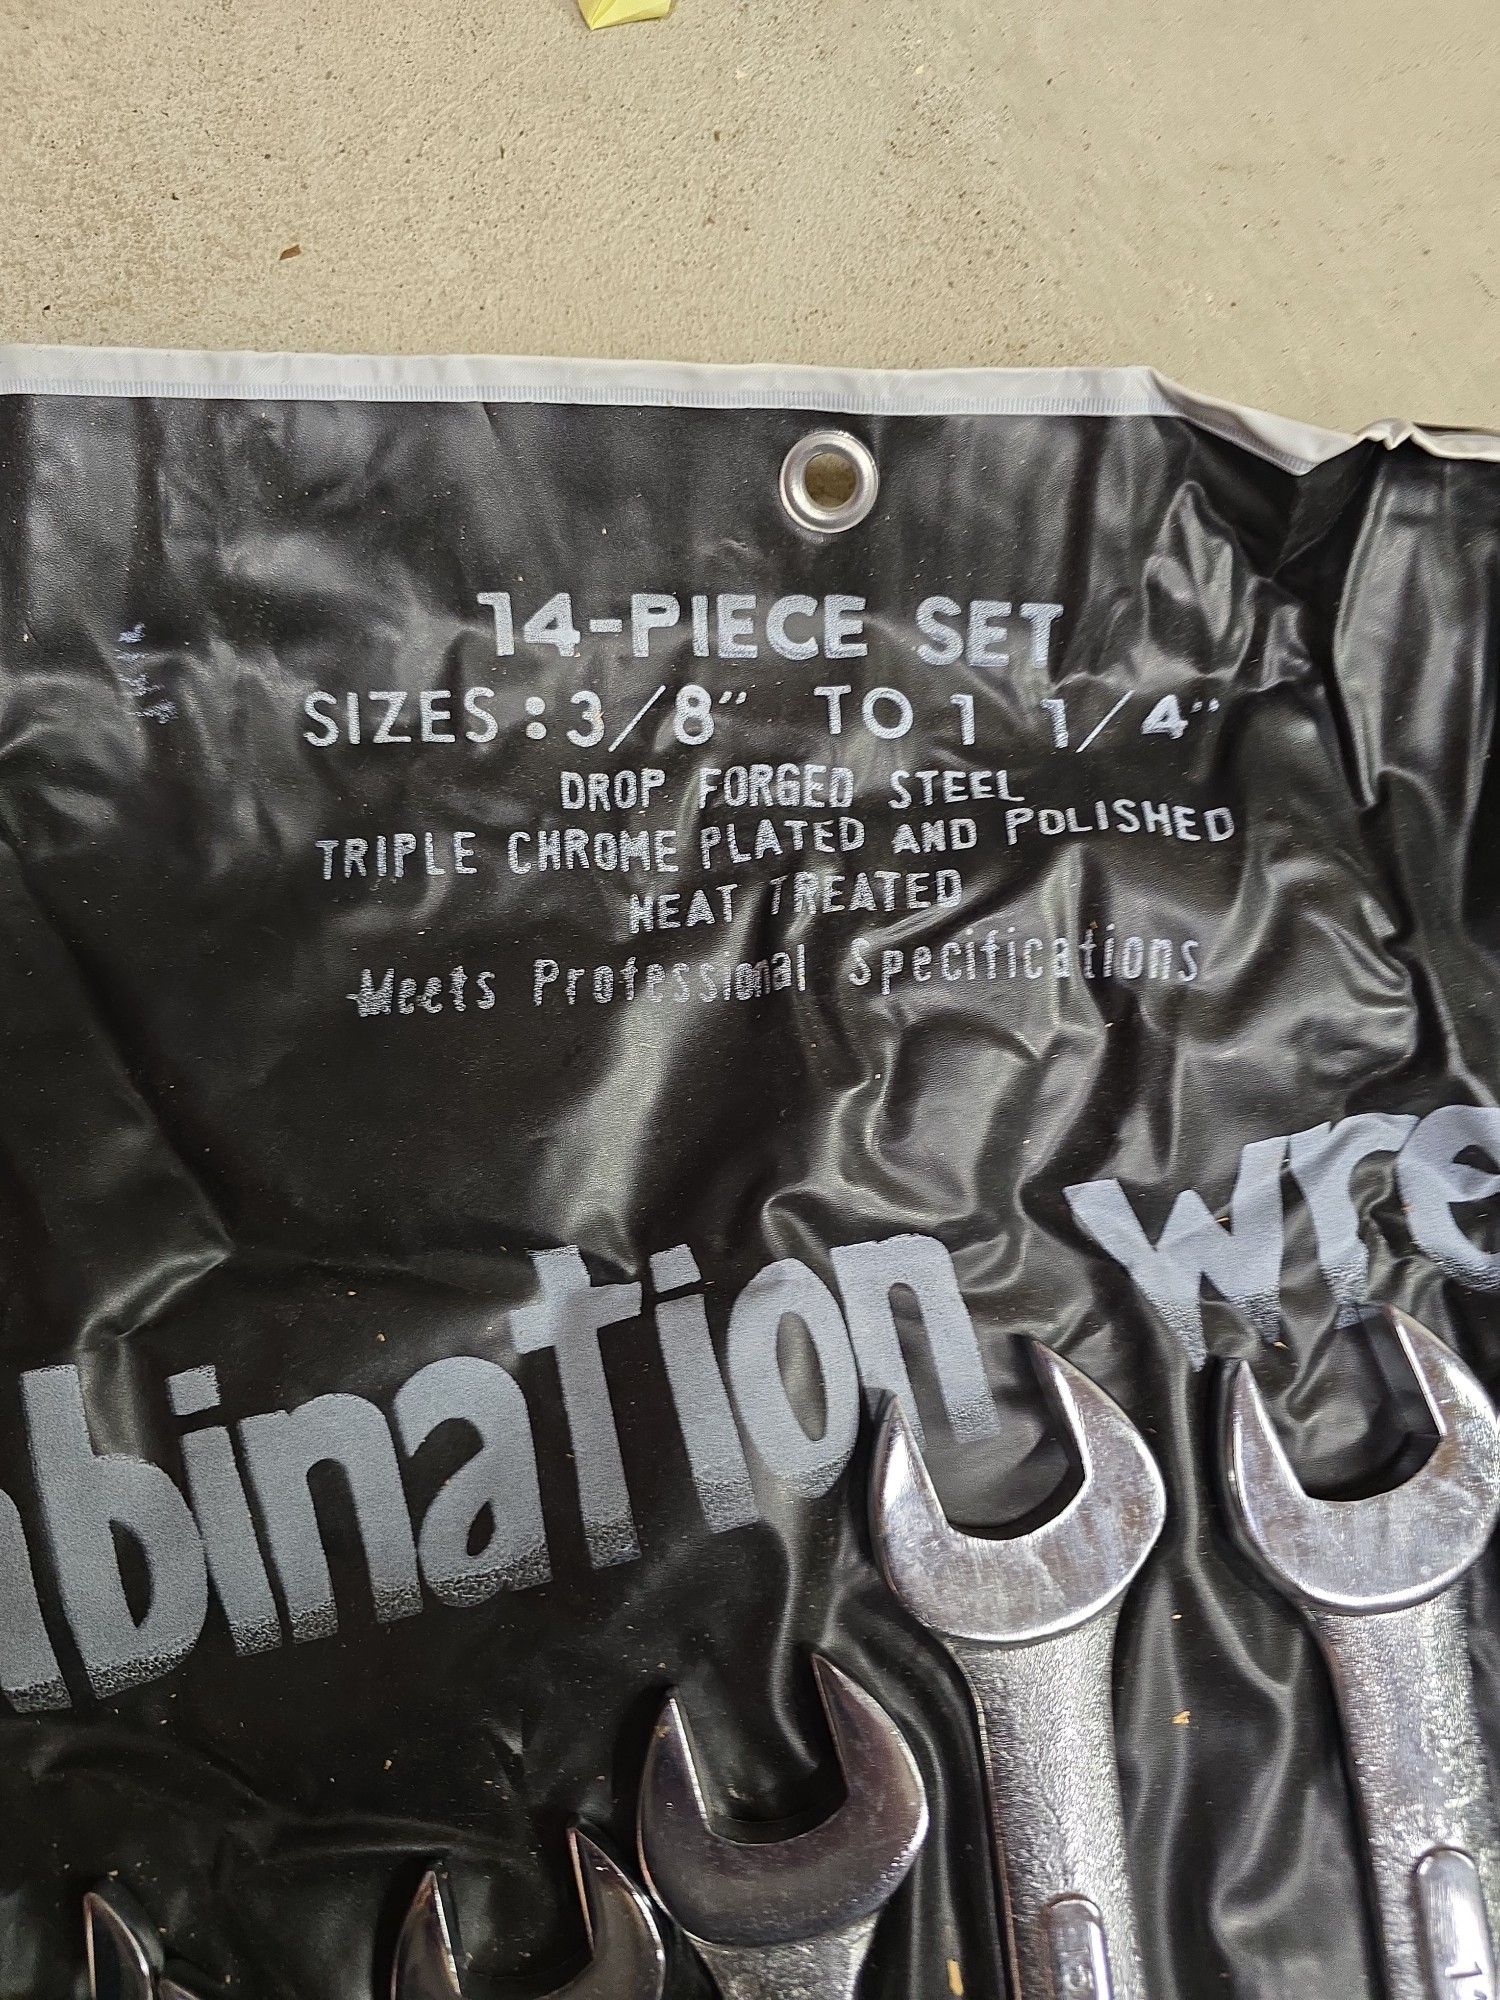 14-PIECE SET
SIZES: 3/8" TO 1 1/4"
DROP FORGED STEEL
TRIPLE CHROME PLATED AND POLISHED
HEAT TREATED
Meets Professional Specifications
bination wre